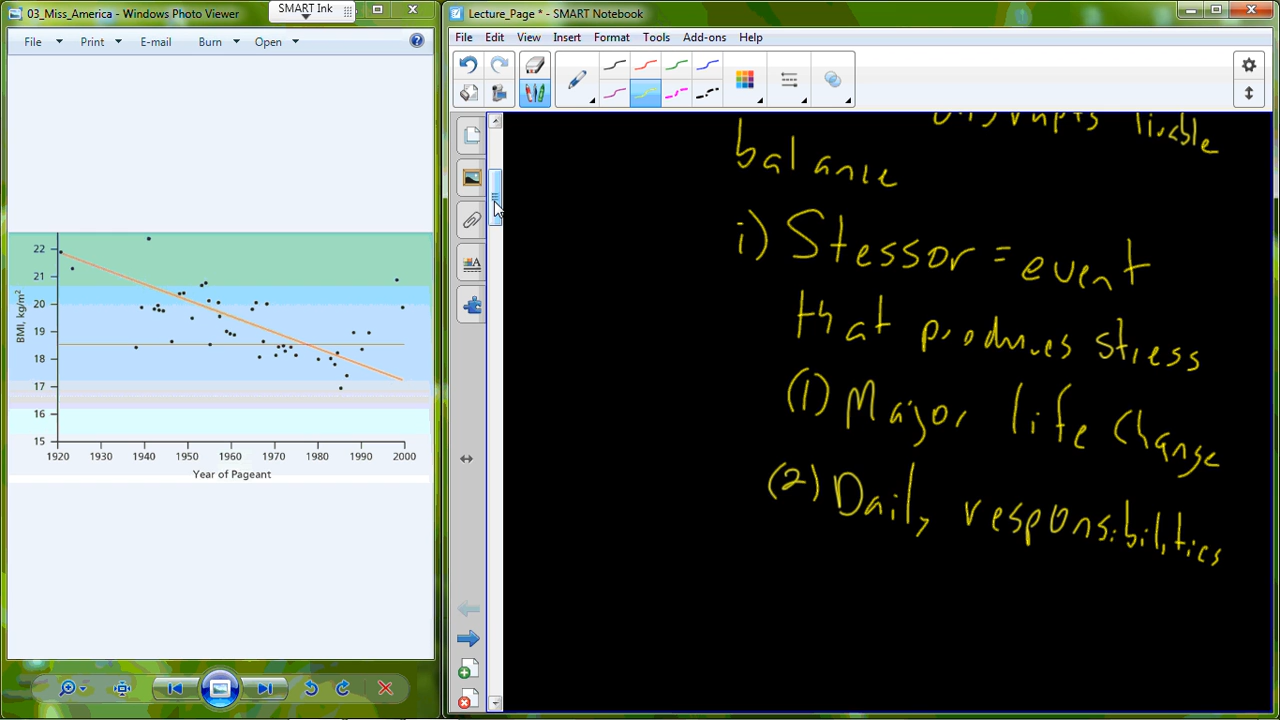 03_Miss_America - Windows Photo Viewer
SMART Ink
File Print E-mail Burn Open
22
21
20
19
18
17
16
15
BMI, kg/m²
1920 1930 1940 1950 1960 1970 1980 1990 2000
Year of Pageant
Lecture_Page * - SMART Notebook
File Edit View Insert Format Tools Add-ons Help
Disrupts livable
balance
i) Stessor = event
that produces stress
(1) Major life change
(2) Daily responsibilities